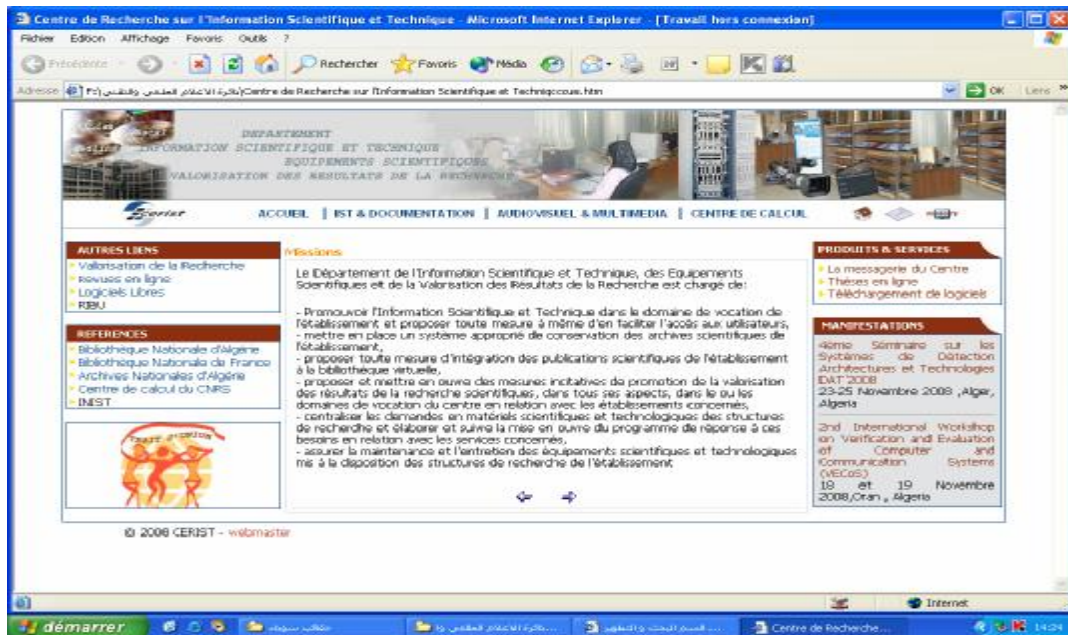 Centre de Recherche sur l'Information Scientifique et Technique - Microsoft Internet Explorer - [Travail hors connexion]
Fichier Edition Affichage Favoris Outils ?
Précédente Rechercher Favoris Média
Adresse Centre de Recherche sur l'Information Scientifique et Techniqccous.htm OK Liens
DEPARTEMENT
INFORMATION SCIENTIFIQUE ET TECHNIQUE
EQUIPEMENTS SCIENTIFIQUES
VALORISATION DES RESULTATS DE LA RECHERCHE
Cerist ACCUEIL | IST & DOCUMENTATION | AUDIOVISUEL & MULTIMEDIA | CENTRE DE CALCUL
AUTRES LIENS
Valorisation de la Recherche
Revues en ligne
Logiciels Libres
RIBU
REFERENCES
Bibliothèque Nationale d'Algérie
Bibliothèque Nationale de France
Archives Nationales d'Algérie
Centre de calcul du CNRS
INIST
TRAIT D'UNION
Missions
Le Département de l'Information Scientifique et Technique, des Equipements
Scientifiques et de la Valorisation des Résultats de la Recherche est chargé de:
- Promouvoir l'Information Scientifique et Technique dans le domaine de vocation de
l'établissement et proposer toute mesure à même d'en faciliter l'accès aux utilisateurs,
- mettre en place un système approprié de conservation des archives scientifiques de
l'établissement,
- proposer toute mesure d'intégration des publications scientifiques de l'établissement
à la bibliothèque virtuelle,
- proposer et mettre en ouvre des mesures incitatives de promotion de la valorisation
des résultats de la recherche scientifiques, dans tous ses aspects, dans le ou les
domaines de vocation du centre en relation avec les établissements concernés,
- centraliser les demandes en matériels scientifiques et technologiques des structures
de recherche et élaborer et suivre la mise en ouvre du programme de réponse à ces
besoins en relation avec les services concernés,
- assurer la maintenance et l'entretien des équipements scientifiques et technologiques
mis à la disposition des structures de recherche de l'établissement
PRODUITS & SERVICES
La messagerie du Centre
Thèses en ligne
Téléchargement de logiciels
MANIFESTATIONS
4ème Séminaire sur les
Systèmes de Détection
Architectures et Technologies
DAT'2008
23-25 Novembre 2008 ,Alger,
Algeria
2nd International Workshop
on Verification and Evaluation
of Computer and
Communication Systems
(VECoS)
18 et 19 Novembre
2008,Oran , Algeria
© 2008 CERIST - webmaster
Internet
démarrer Centre de Recherche... 14:24